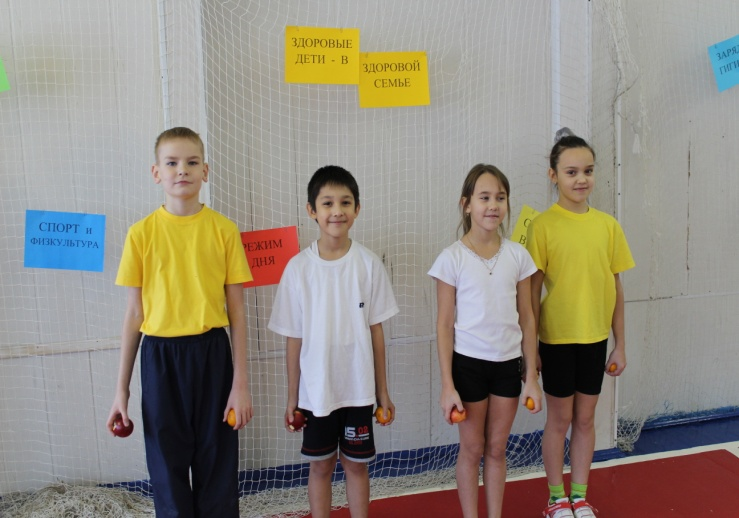 ЗДОРОВЫЕ
ДЕТИ - В
ЗДОРОВОЙ
СЕМЬЕ
СПОРТ и
ФИЗКУЛЬТУРА
РЕЖИМ
ДНЯ